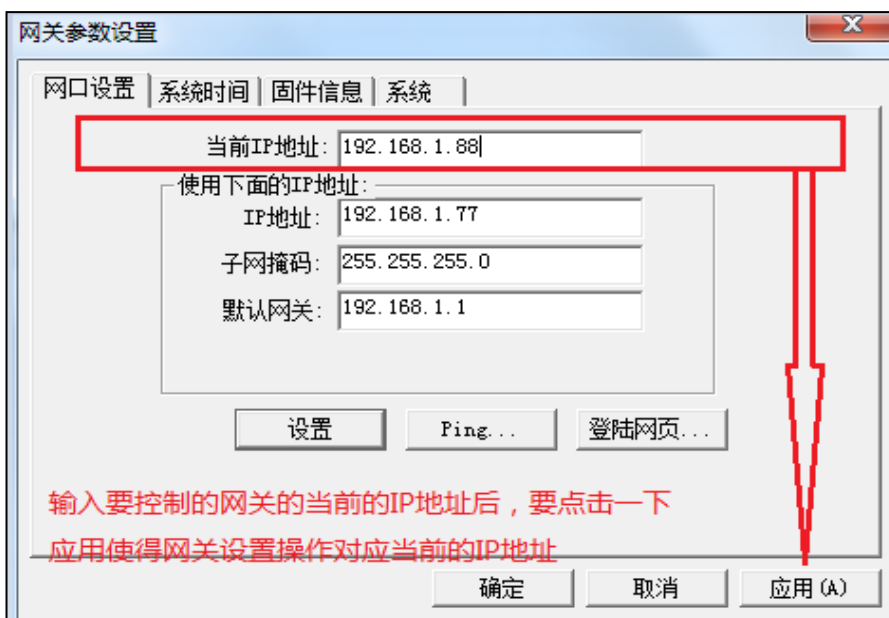 网关参数设置
网口设置 系统时间 固件信息 系统
当前IP地址: 192.168.1.88
使用下面的IP地址:
IP地址: 192.168.1.77
子网掩码: 255.255.255.0
默认网关: 192.168.1.1
设置 Ping... 登陆网页...
输入要控制的网关的当前的IP地址后，要点击一下
应用使得网关设置操作对应当前的IP地址
确定 取消 应用(A)